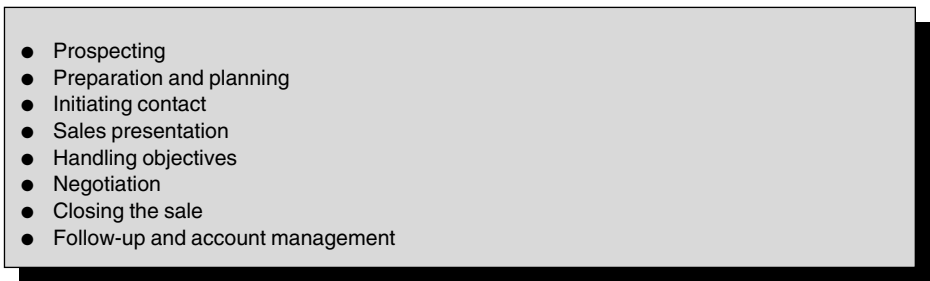 ● Prospecting
● Preparation and planning
● Initiating contact
● Sales presentation
● Handling objectives
● Negotiation
● Closing the sale
● Follow-up and account management